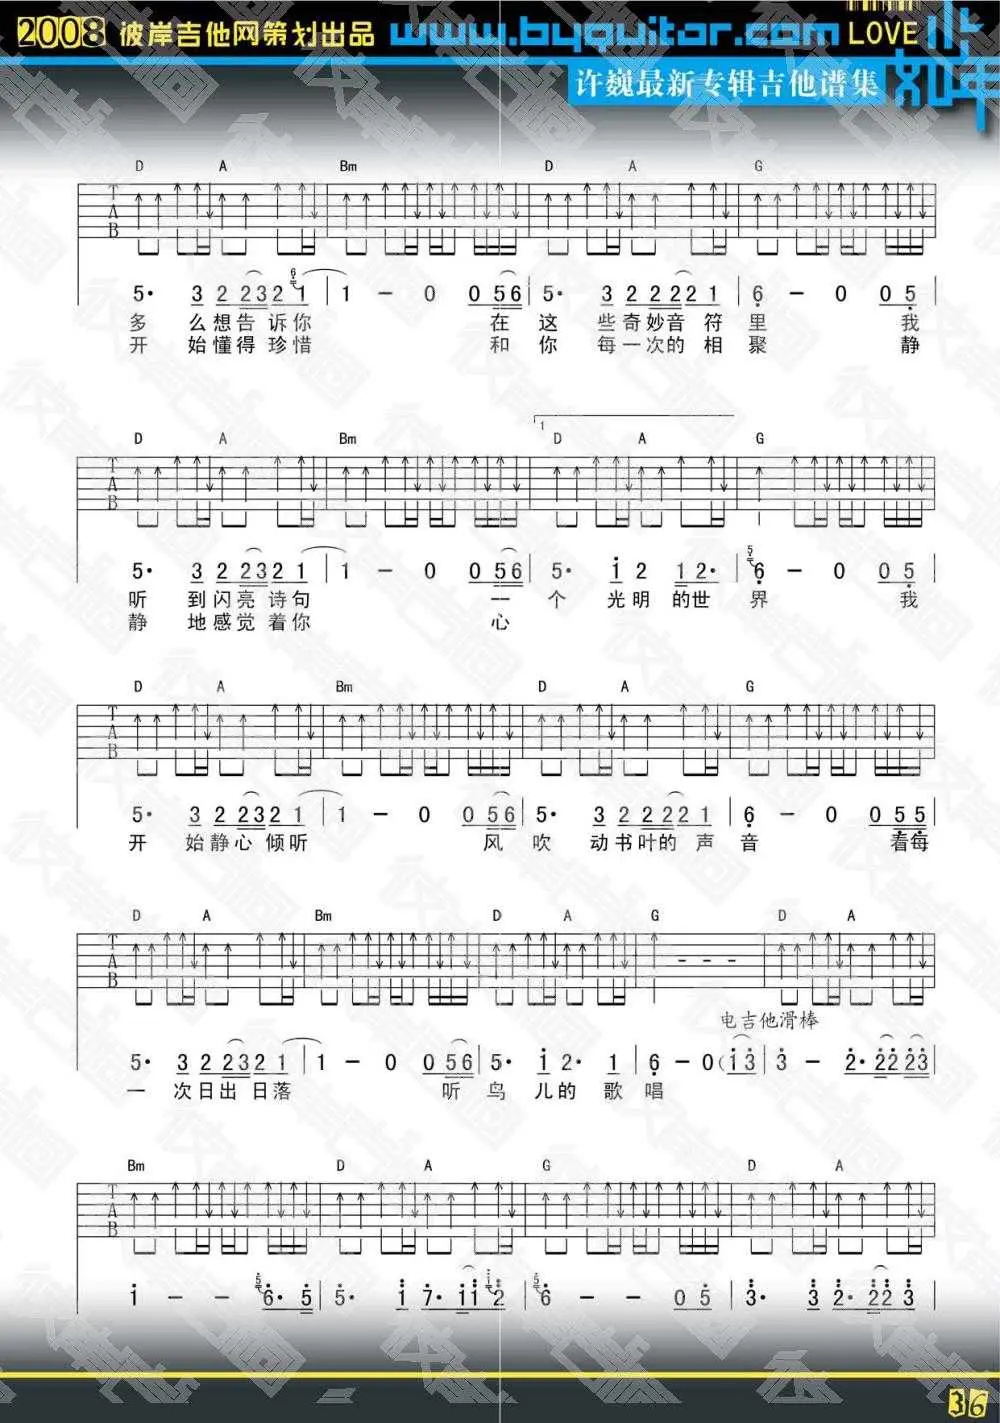 2008 彼岸吉他网策划出品 www.byguitar.com LOVE
许巍最新专辑吉他谱集
D A Bm D A G
T
A
B
5· 3 2 2 3 2 1 | 1 - 0 0 5 6 | 5· 3 2 2 2 2 2 1 | 6 - 0 0 5 |
多 么想告诉你 在这 些奇妙音符里 我
开 始懂得珍惜 和你 每一次的相聚 静
D A Bm 1 D A G
T
A
B
5· 3 2 2 3 2 1 | 1 - 0 0 5 6 | 5· 1 2 1 2· | 6 - 0 0 5 |
听 到闪亮诗句 一个 光明的世界 我
静 地感觉着你 心
D A Bm D A G
T
A
B
5· 3 2 2 3 2 1 | 1 - 0 0 5 6 | 5· 3 2 2 2 2 2 1 | 6 - 0 0 5 5 |
开 始静心倾听 风吹 动书叶的声音 看每
D A Bm D A G D A
T
A
B
- - -
电吉他滑棒
5· 3 2 2 3 2 1 | 1 - 0 0 5 6 | 5· 1 2· 1 | 6 - 0 (1 3 | 3 - 2· 2 2 2 3 |
一 次日出日落 听鸟 儿的歌唱
Bm D A G D A
T
A
B
1 - - 6· 5 | 5· 1 7· 1 1 2 | 6 - - 0 5 | 3· 3 2· 2 2 3 |
36